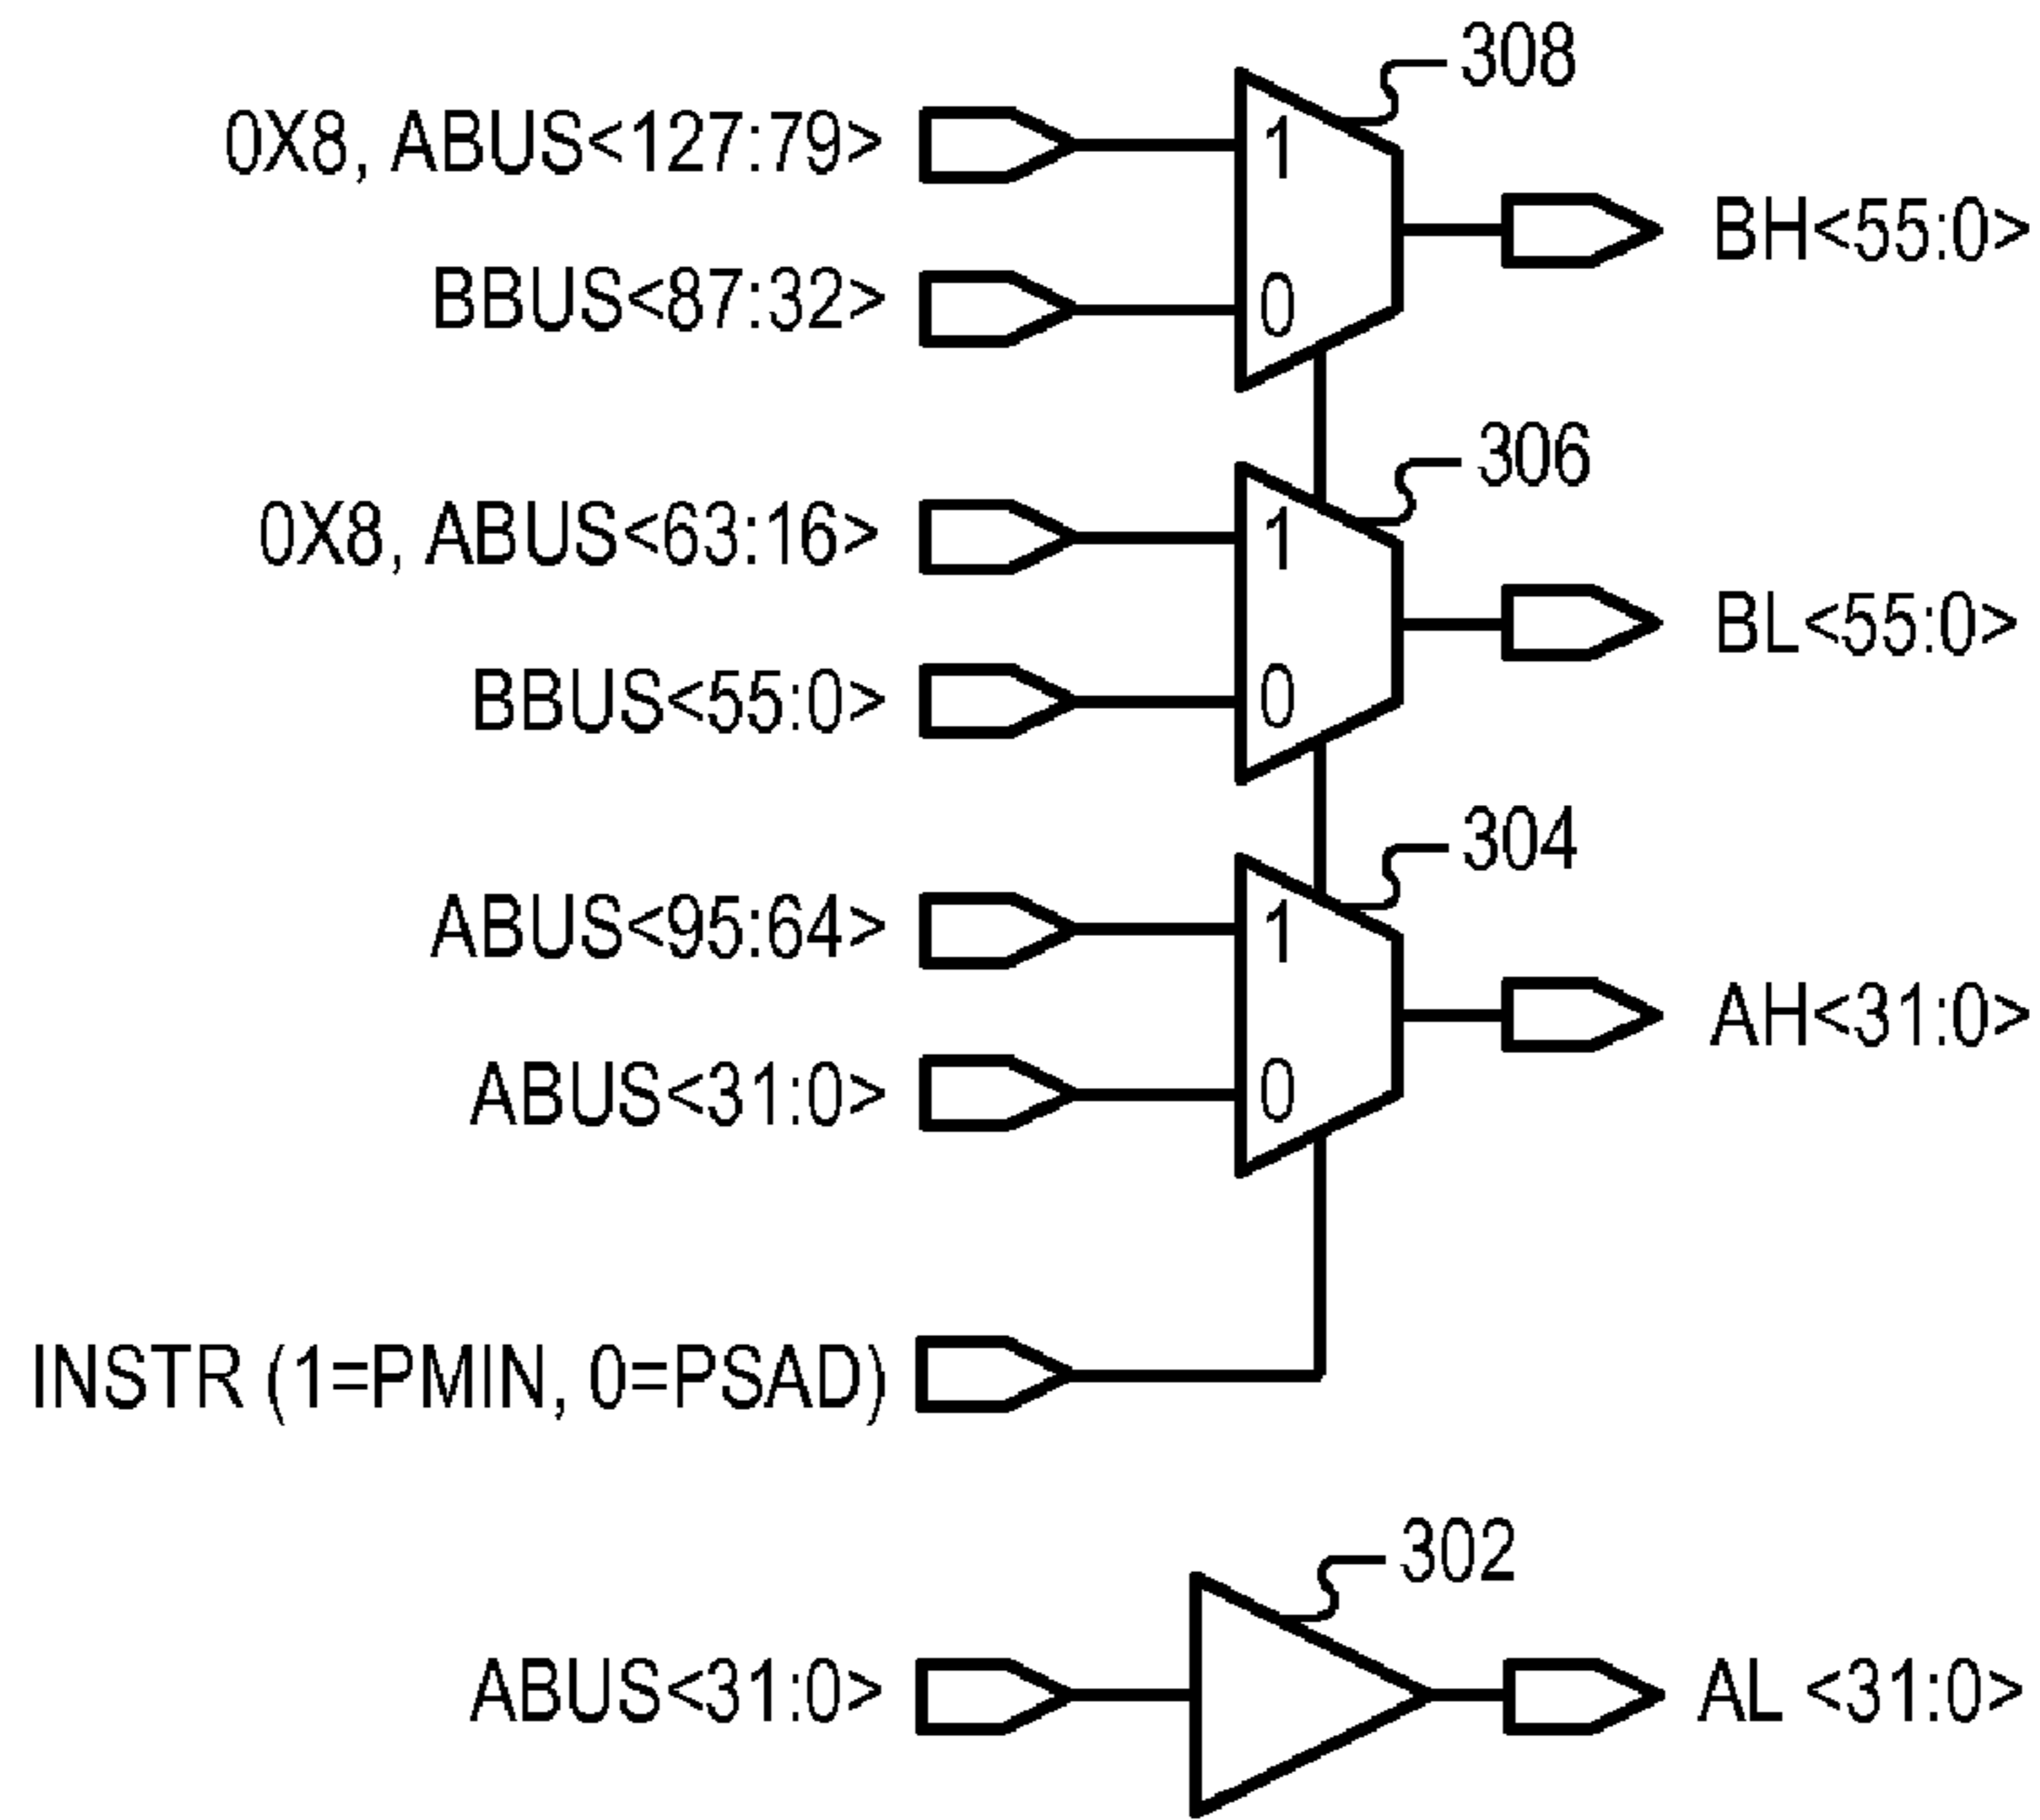 308
0X8, ABUS<127:79>
1
BH<55:0>
BBUS<87:32>
0
306
0X8, ABUS<63:16>
1
BL<55:0>
BBUS<55:0>
0
304
ABUS<95:64>
1
AH<31:0>
ABUS<31:0>
0
INSTR (1=PMIN, 0=PSAD)
302
ABUS<31:0>
AL <31:0>